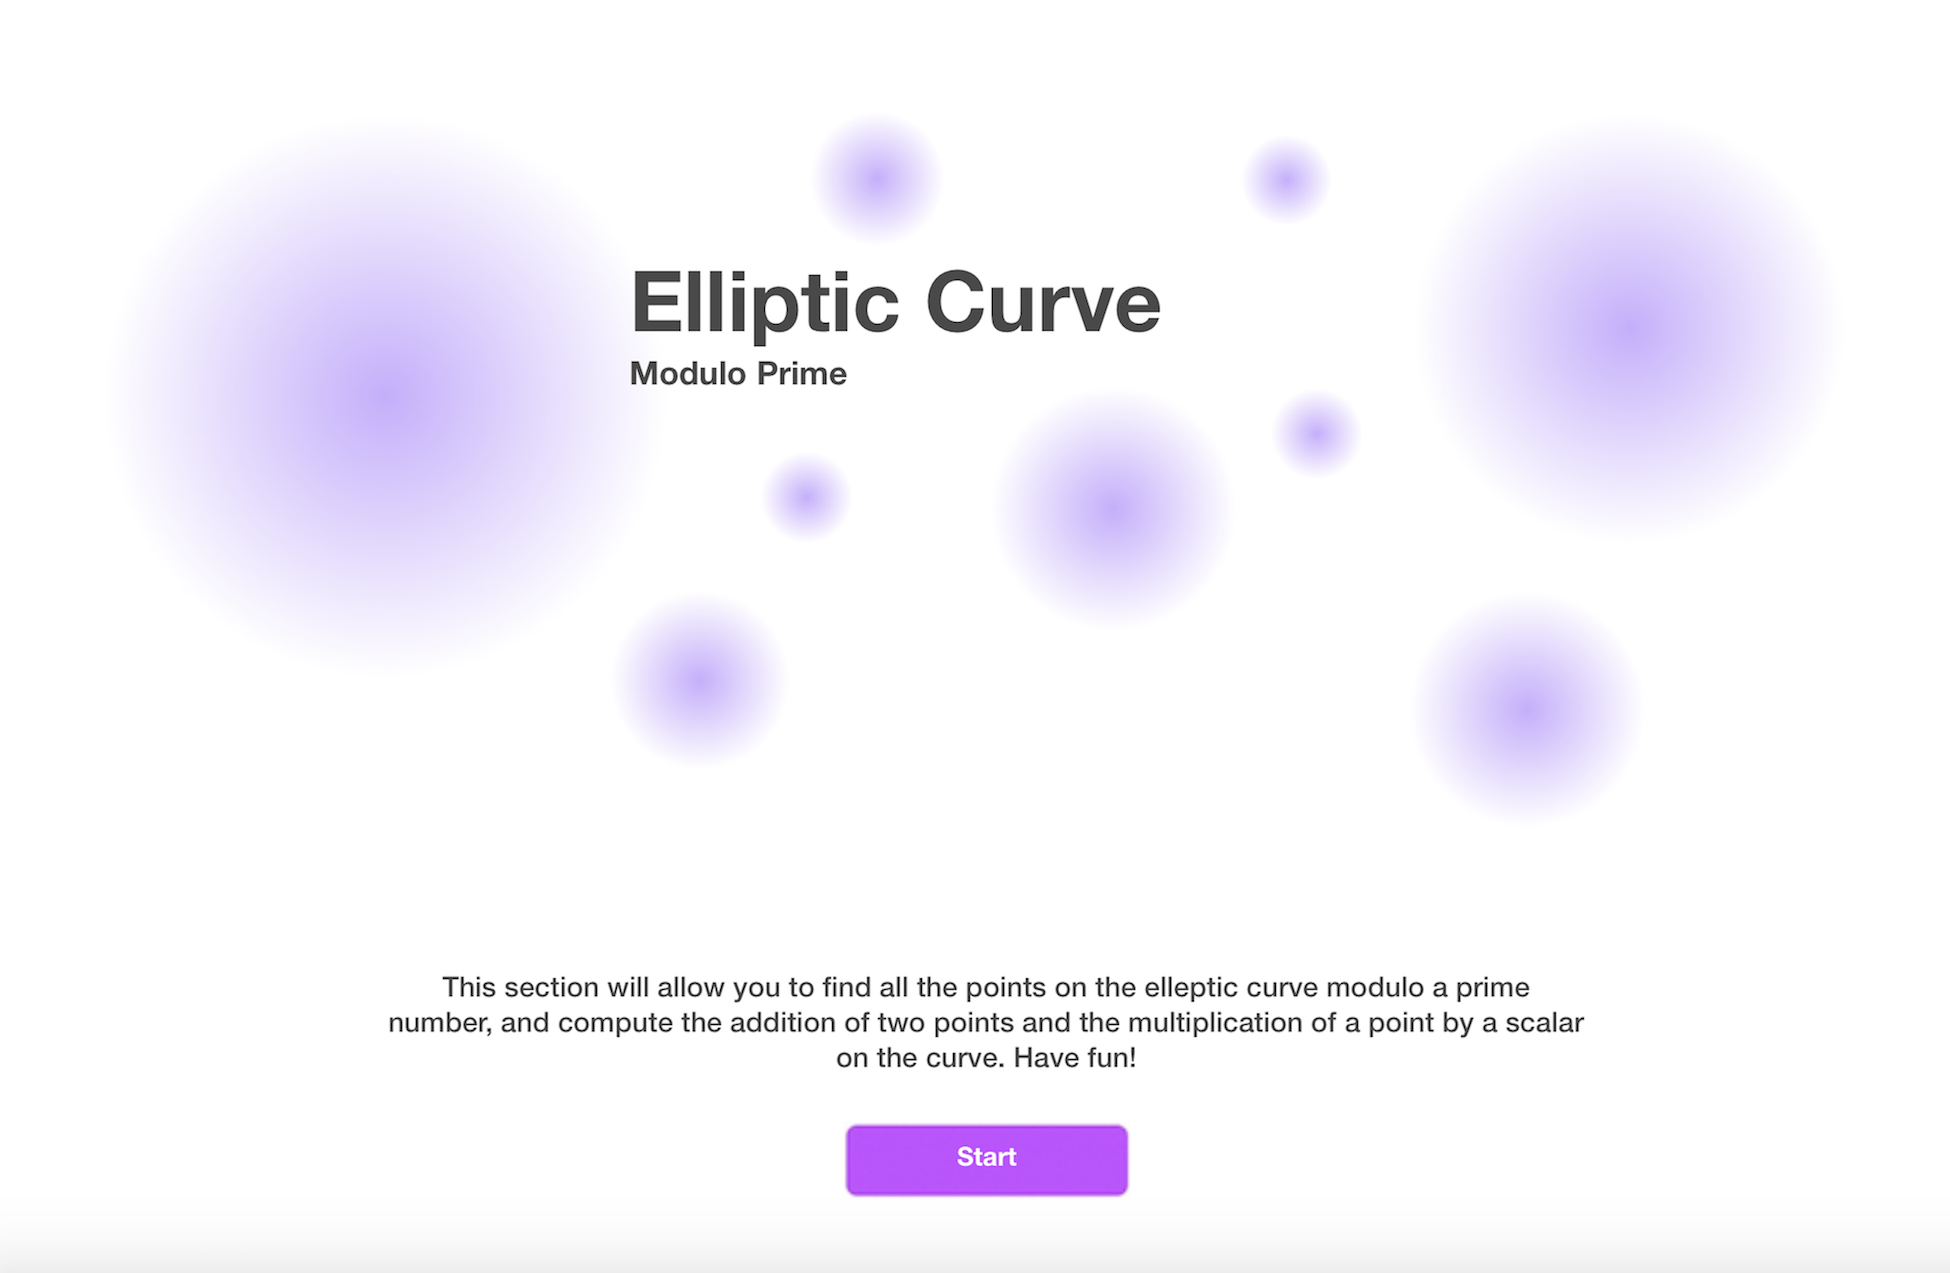 Elliptic Curve
Modulo Prime
This section will allow you to find all the points on the elleptic curve modulo a prime
number, and compute the addition of two points and the multiplication of a point by a scalar
on the curve. Have fun!
Start